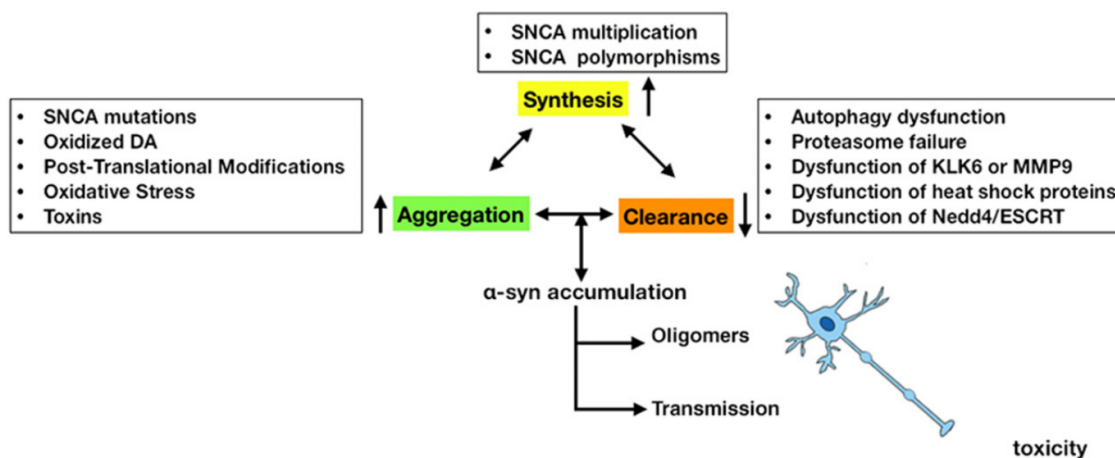 • SNCA multiplication
• SNCA polymorphisms
Synthesis
• SNCA mutations
• Oxidized DA
• Post-Translational Modifications
• Oxidative Stress
• Toxins
• Autophagy dysfunction
• Proteasome failure
• Dysfunction of KLK6 or MMP9
• Dysfunction of heat shock proteins
• Dysfunction of Nedd4/ESCRT
Aggregation
Clearance
α-syn accumulation
Oligomers
Transmission
toxicity